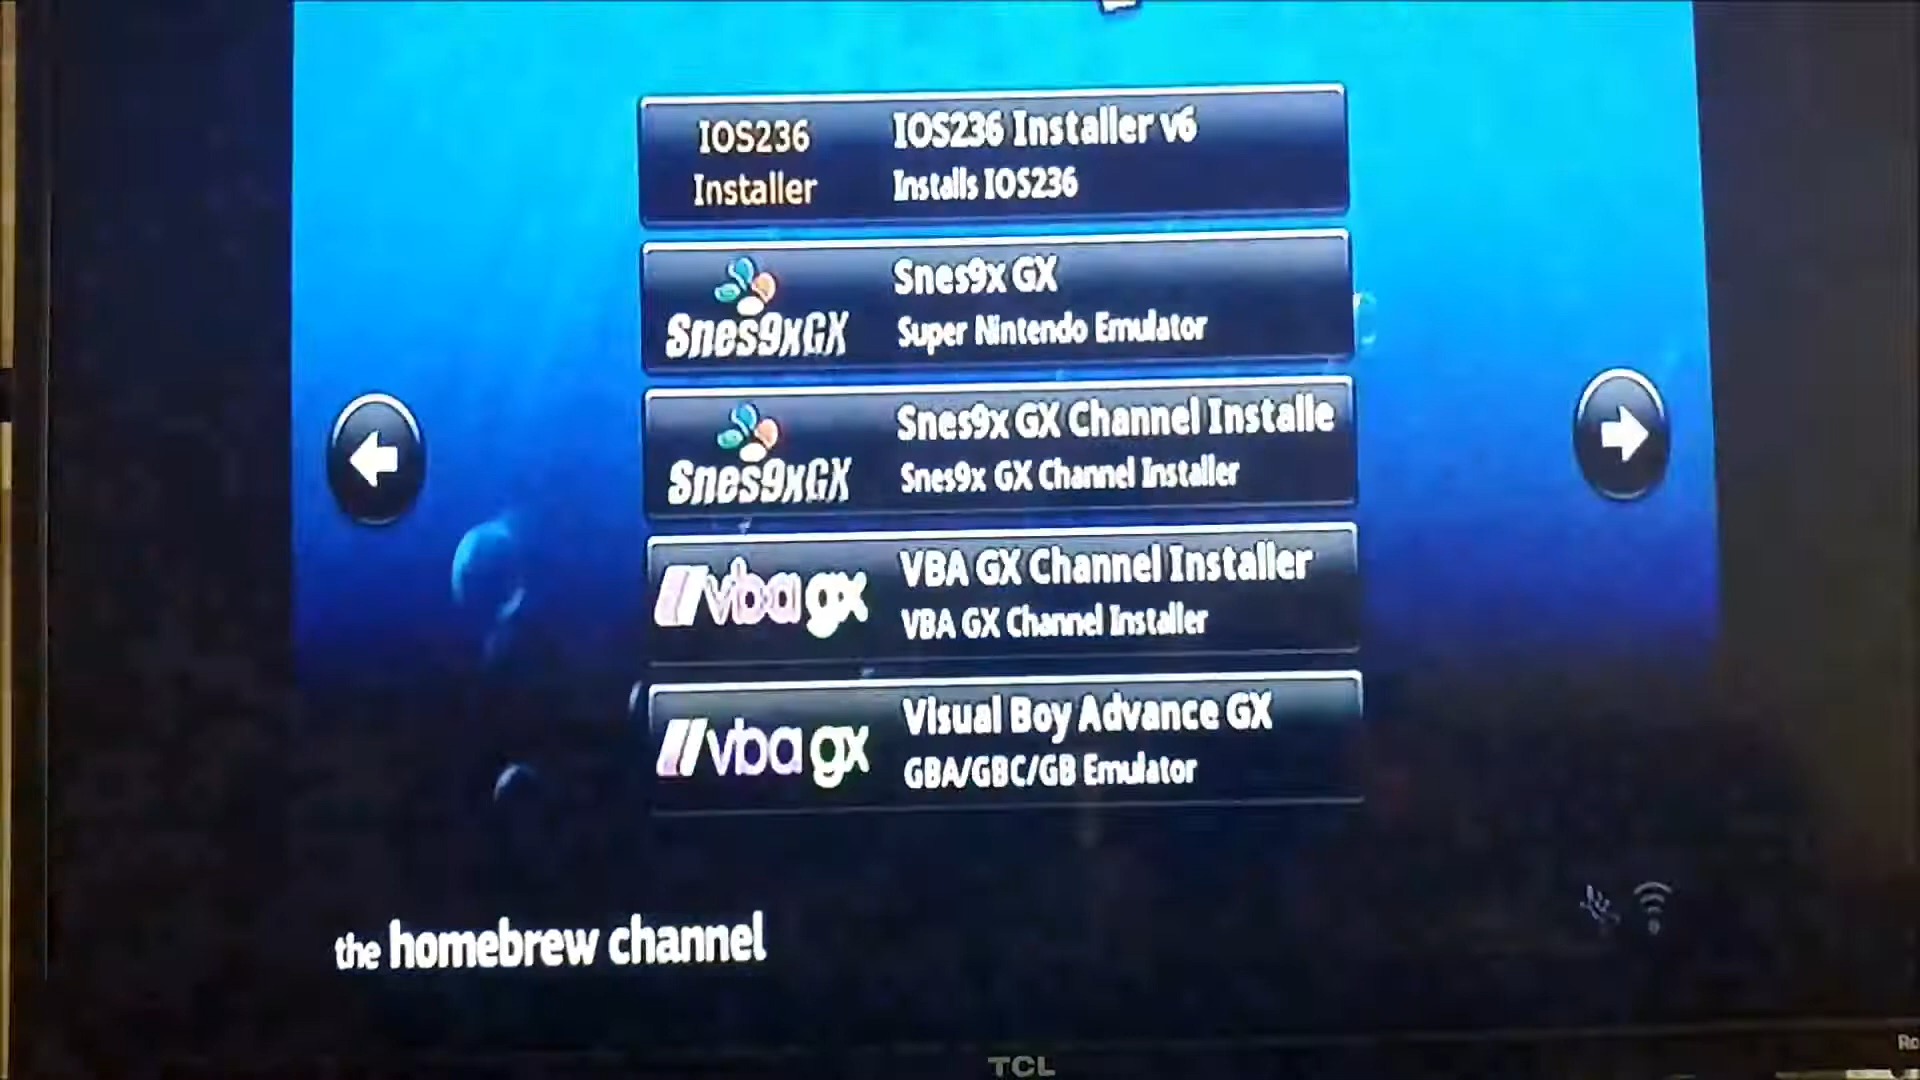 IOS236
Installer
IOS236 Installer v6
Installs IOS236
Snes9xGX
Snes9x GX
Super Nintendo Emulator
Snes9xGX
Snes9x GX Channel Installe
Snes9x GX Channel Installer
vba gx
VBA GX Channel Installer
VBA GX Channel Installer
vba gx
Visual Boy Advance GX
GBA/GBC/GB Emulator
the homebrew channel
TCL